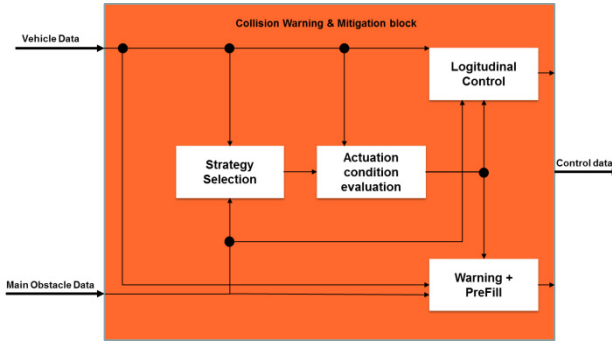 Collision Warning & Mitigation block
Vehicle Data
Logitudinal
Control
Strategy
Selection
Actuation
condition
evaluation
Control data
Main Obstacle Data
Warning +
PreFill